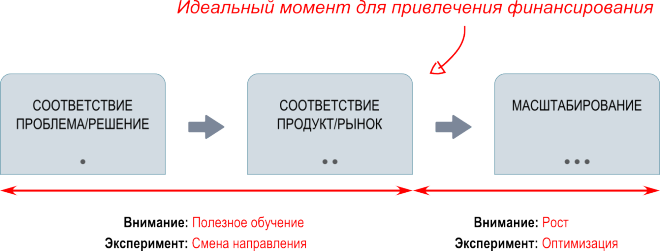 Идеальный момент для привлечения финансирования
СООТВЕТСТВИЕ
ПРОБЛЕМА/РЕШЕНИЕ
СООТВЕТСТВИЕ
ПРОДУКТ/РЫНОК
МАСШТАБИРОВАНИЕ
Внимание: Полезное обучение
Эксперимент: Смена направления
Внимание: Рост
Эксперимент: Оптимизация